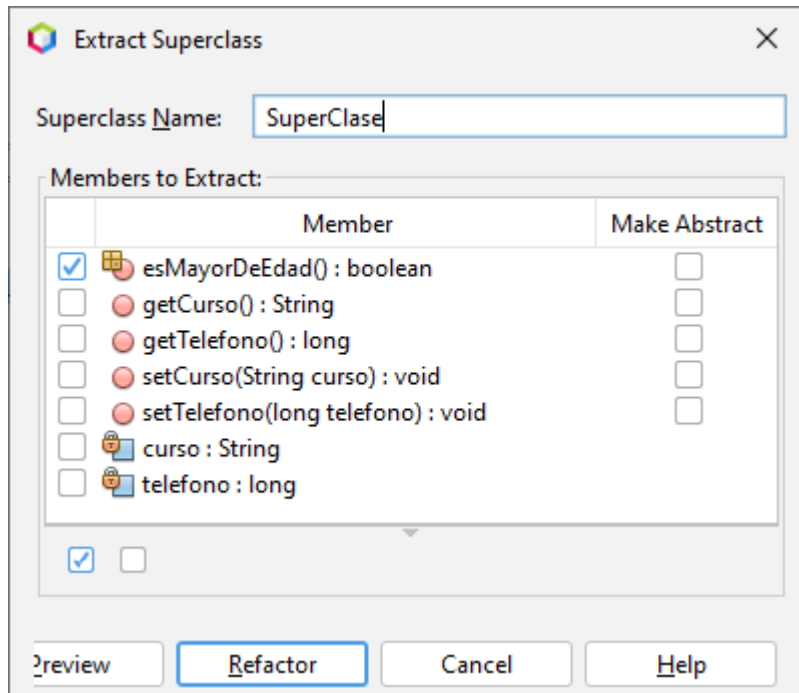 Extract Superclass
Superclass Name: SuperClase
Members to Extract:
Member Make Abstract
esMayorDeEdad() : boolean
getCurso() : String
getTelefono() : long
setCurso(String curso) : void
setTelefono(long telefono) : void
curso : String
telefono : long
Preview Refactor Cancel Help